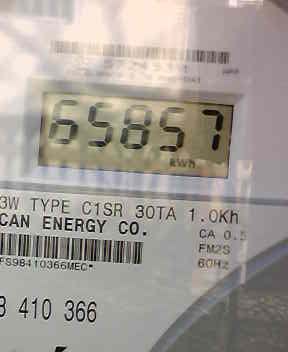 65857
kWh
3W TYPE C1SR 30TA 1.0Kh
CAN ENERGY CO.
CA 0.5
FM2S
60HZ
FS98410366MEC*
8 410 366